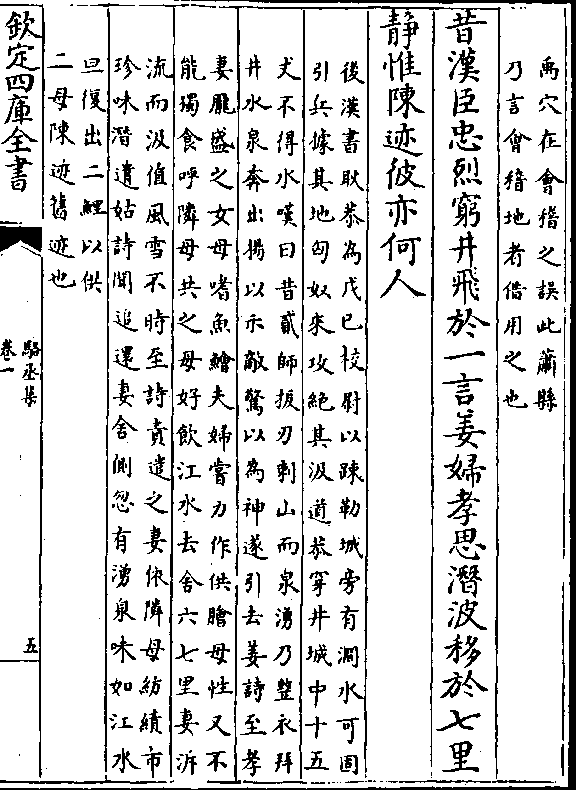 禹穴在會稽之誤此蕭縣
乃言會稽地者借用之也
昔漢臣忠烈窮井飛於一言姜婦孝思潛波移於七里
靜惟陳迹彼亦何人
後漢書耿恭為戊已校尉以踈勒城旁有澗水可固
引兵據其地匈奴來攻絕其汲道恭穿井城中十五
丈不得水嘆曰昔貳師拔刃刺山而泉湧乃整衣拜
井水泉奔出揚以示敵驚以為神遂引去姜詩至孝
妻龎盛之女母嗜魚鱠夫婦嘗力作供膾母性又不
能獨食呼隣母共之母好飲江水去舍六七里妻泝
流而汲值風雪不時至詩責遣之妻依隣母紡績市
珍味潛遺姑詩聞追還妻舍側忽有湧泉味如江水
旦復出二鯉以供
二母陳迹舊迹也
欽定四庫全書
駱丞集
卷一
五